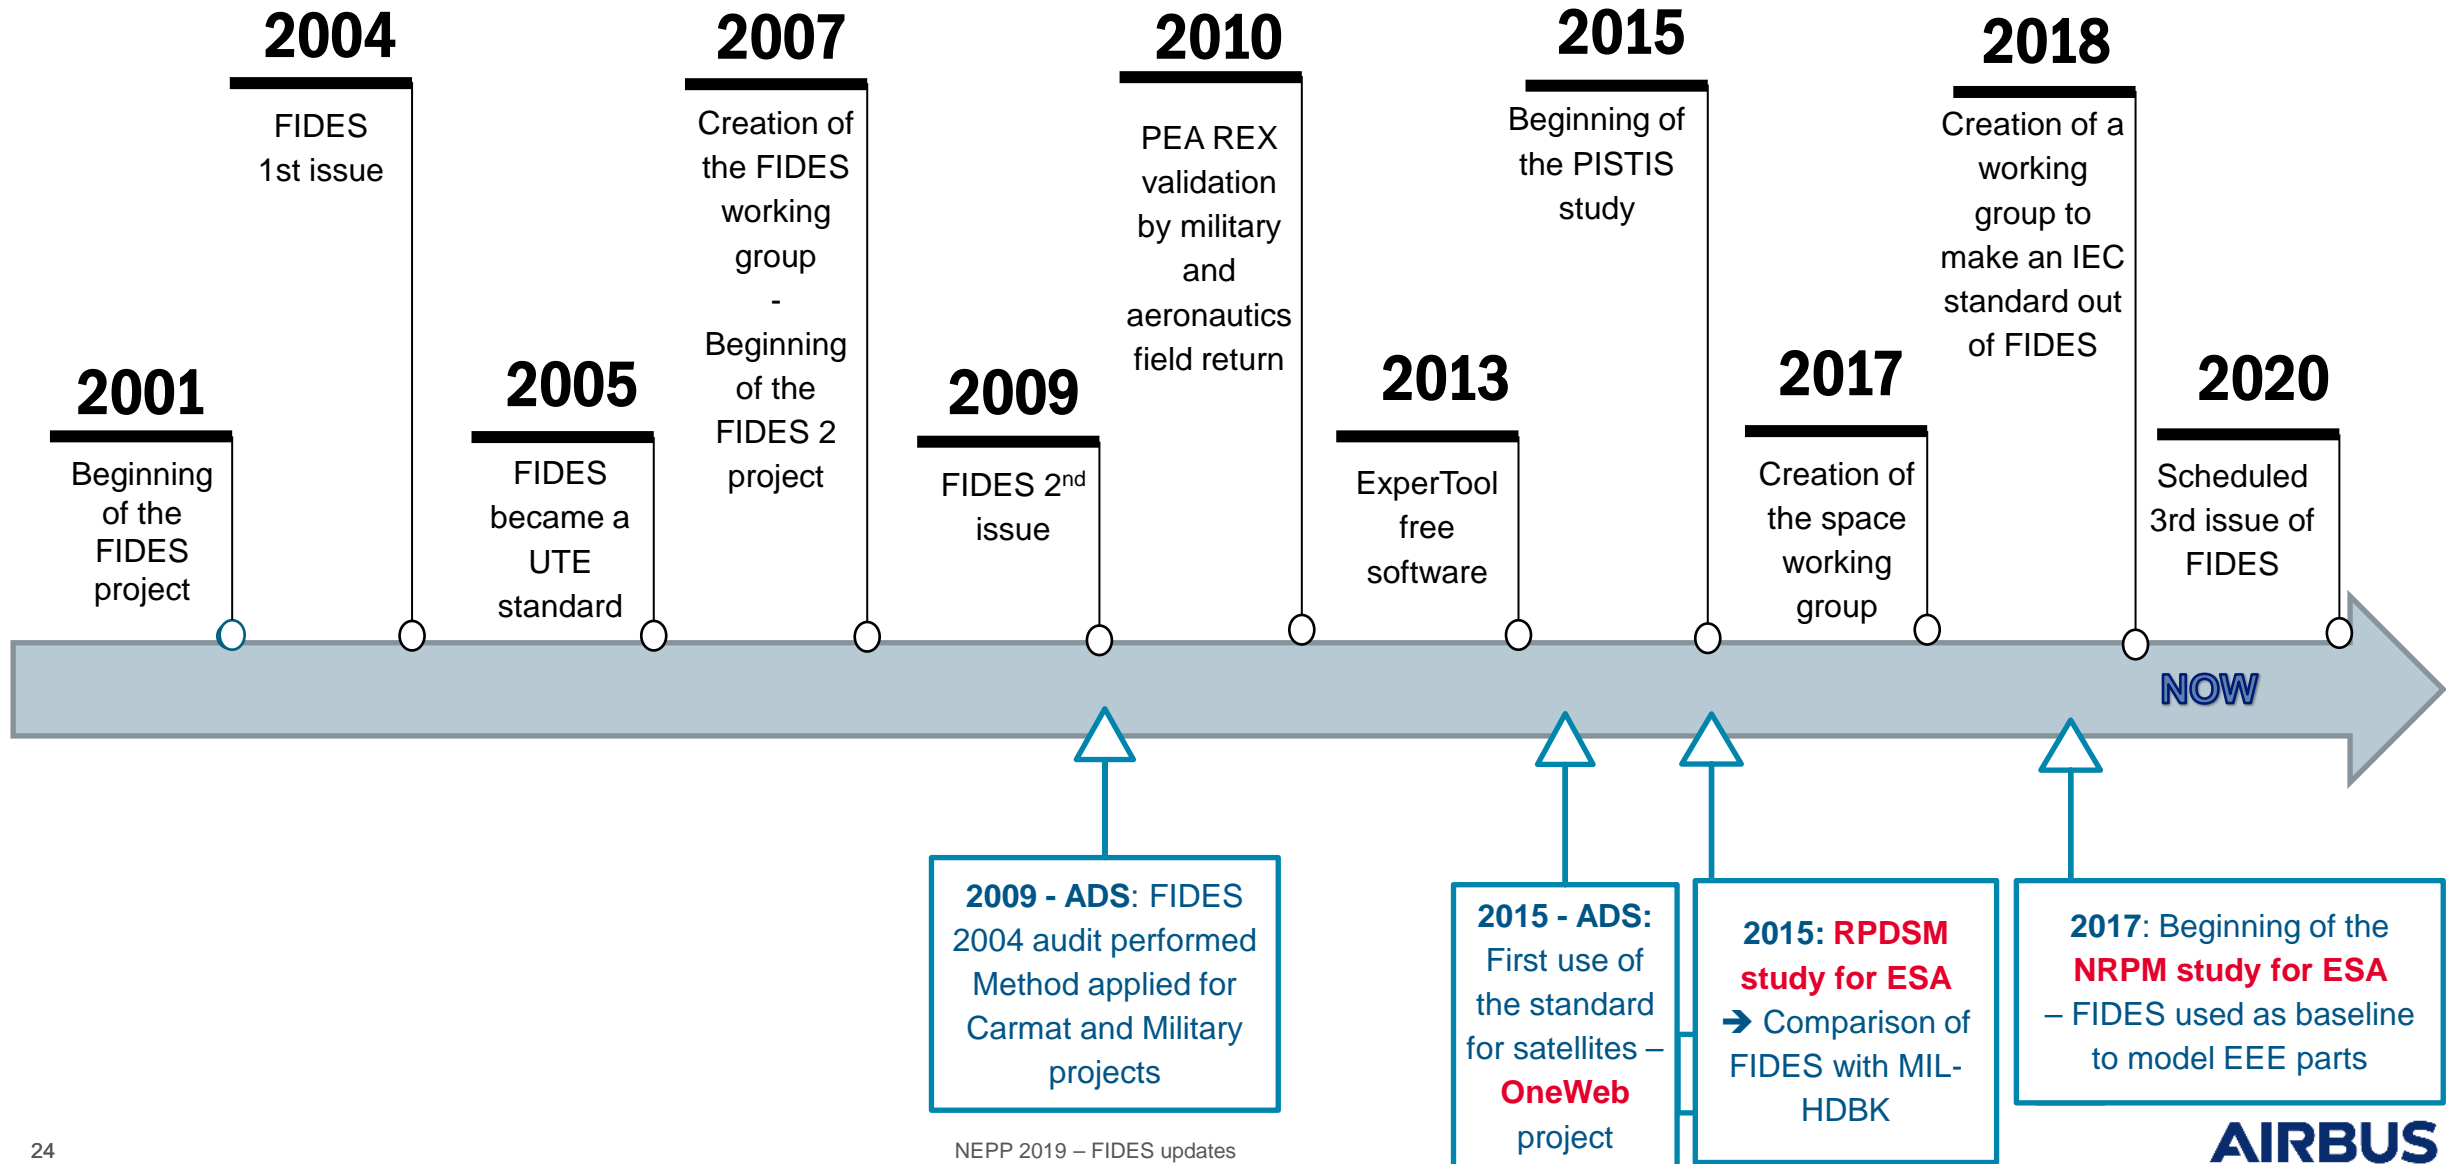 2004
FIDES
1st issue
2007
Creation of
the FIDES
working
group
-
Beginning
of the
FIDES 2
project
2010
PEA REX
validation
by military
and
aeronautics
field return
2015
Beginning of
the PISTIS
study
2018
Creation of a
working
group to
make an IEC
standard out
of FIDES
2001
Beginning
of the
FIDES
project
2005
FIDES
became a
UTE
standard
2009
FIDES 2nd
issue
2013
ExperTool
free
software
2017
Creation of
the space
working
group
2020
Scheduled
3rd issue of
FIDES
NOW
2009 - ADS: FIDES
2004 audit performed
Method applied for
Carmat and Military
projects
2015 - ADS:
First use of
the standard
for satellites –
OneWeb
project
2015: RPDSM
study for ESA
➔ Comparison of
FIDES with MIL-
HDBK
2017: Beginning of the
NRPM study for ESA
– FIDES used as baseline
to model EEE parts
24
NEPP 2019 – FIDES updates
AIRBUS